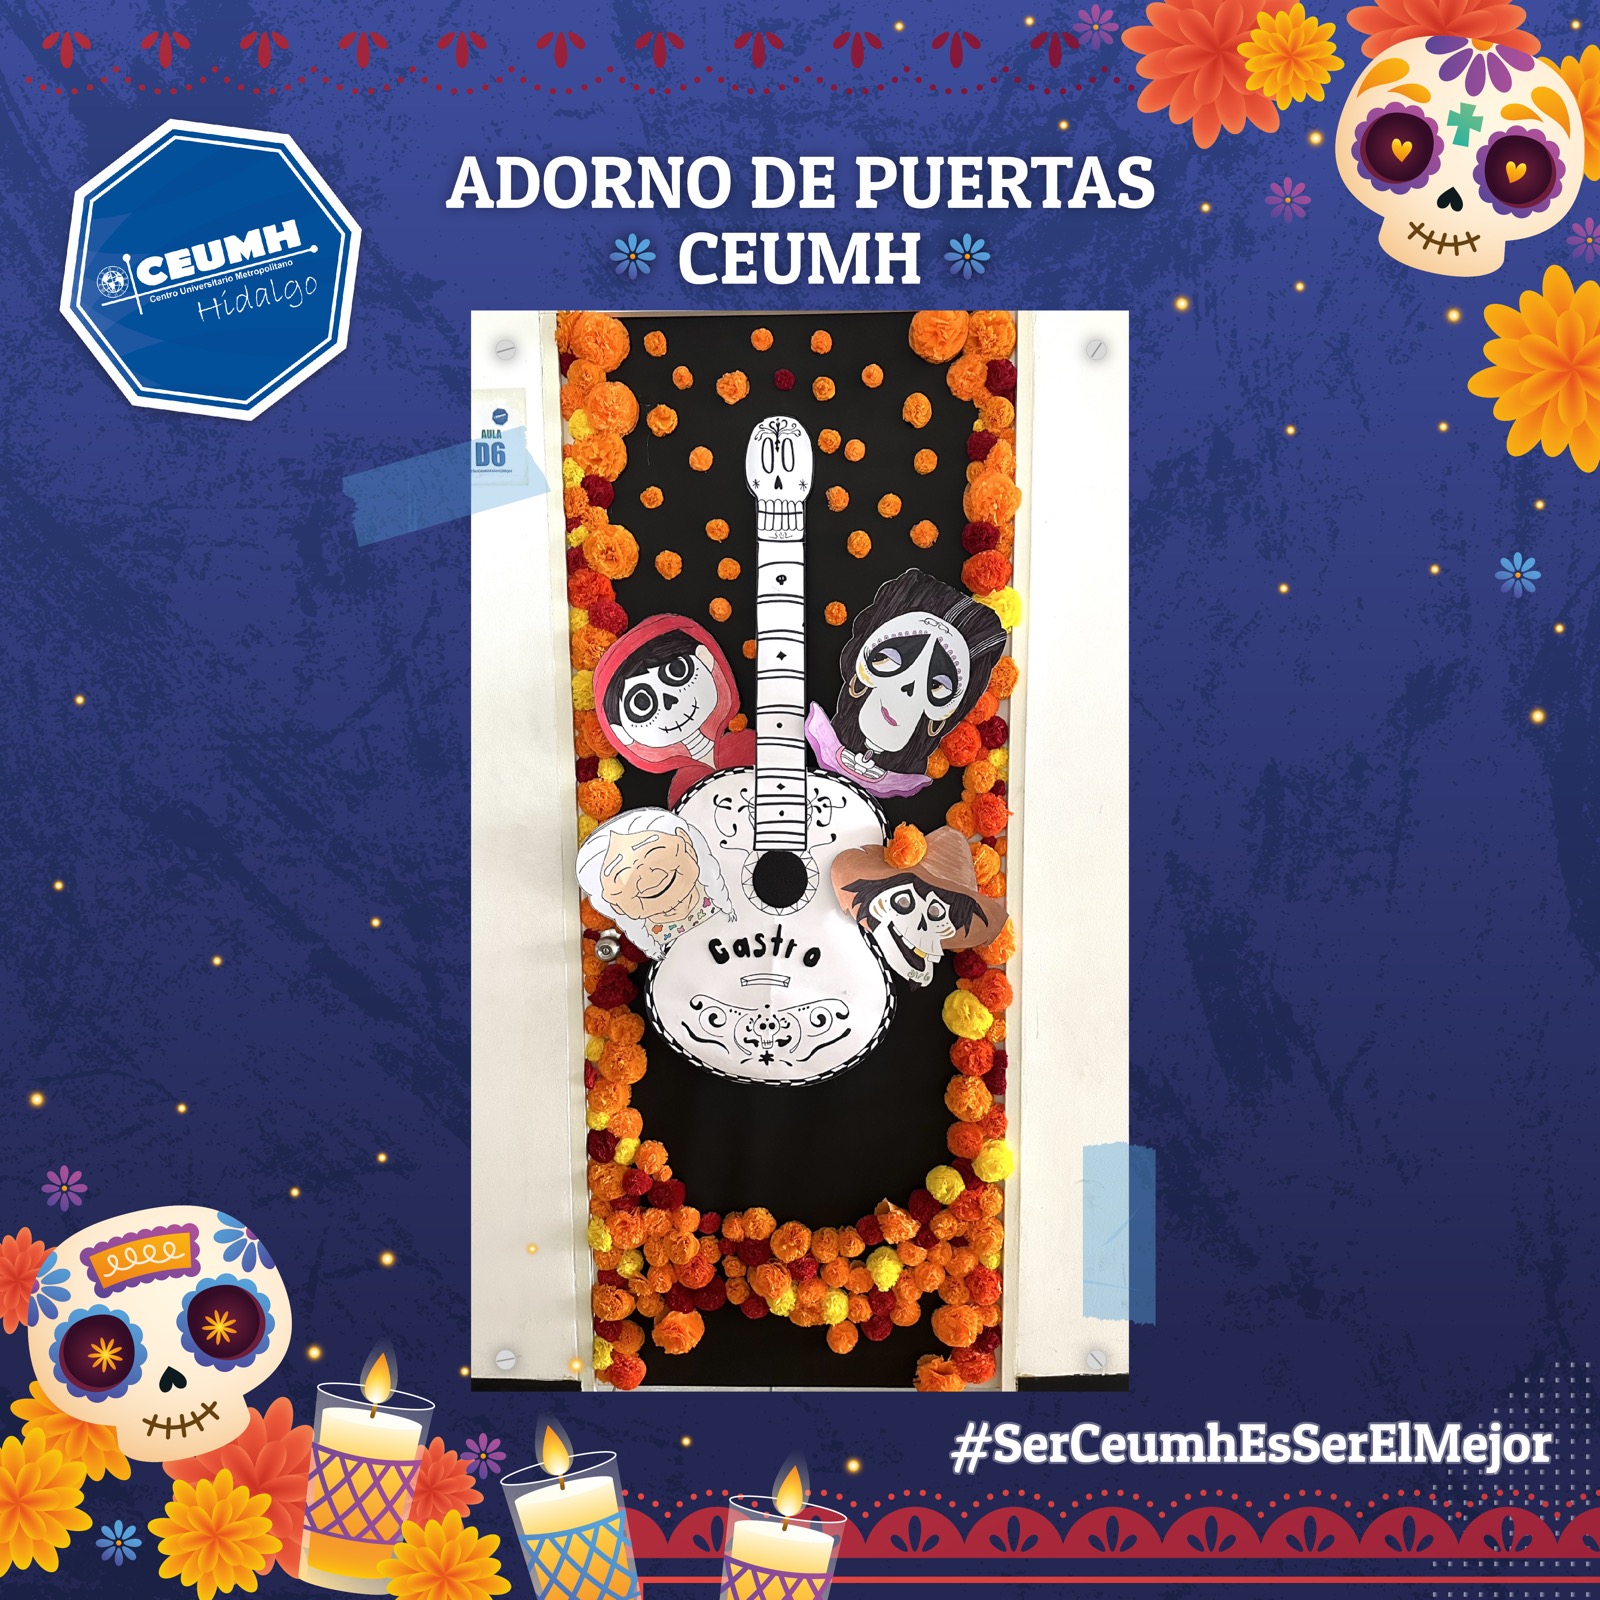 ADORNO DE PUERTAS
CEUMH
CEUMH
Centro Universitario Metropolitano
Hidalgo
AULA
D6
Gastro
#SerCeumhEsSerElMejor